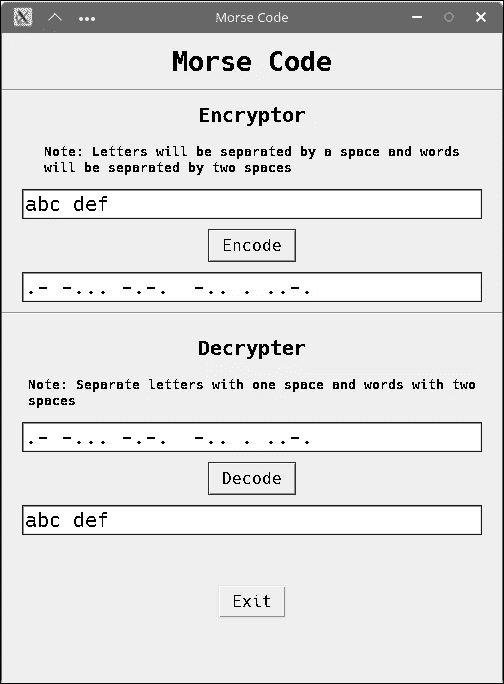 Morse Code
Morse Code
Encryptor
Note: Letters will be separated by a space and words
will be separated by two spaces
abc def
Encode
.- -... -.-.  -.. . ..-.
Decrypter
Note: Separate letters with one space and words with two
spaces
.- -... -.-.  -.. . ..-.
Decode
abc def
Exit